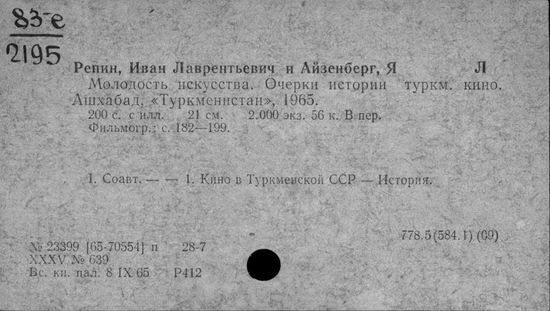 83-е
2195
Репин, Иван Лаврентьевич и Айзенберг, Я Л
Молодость искусства. Очерки истории туркм. кино.
Ашхабад, «Туркменистан», 1965.
200 с. с илл. 21 см. 2.000 экз. 56 к. В пер.
Фильмогр.: с. 182—199.
1. Соавт. — — 1. Кино в Туркменской ССР — История.
778.5(584.1) (09)
№ 23399 [65-70554] п 28-7
XXXV № 639
Вс. кн. пал. 8 IX 65 Р412